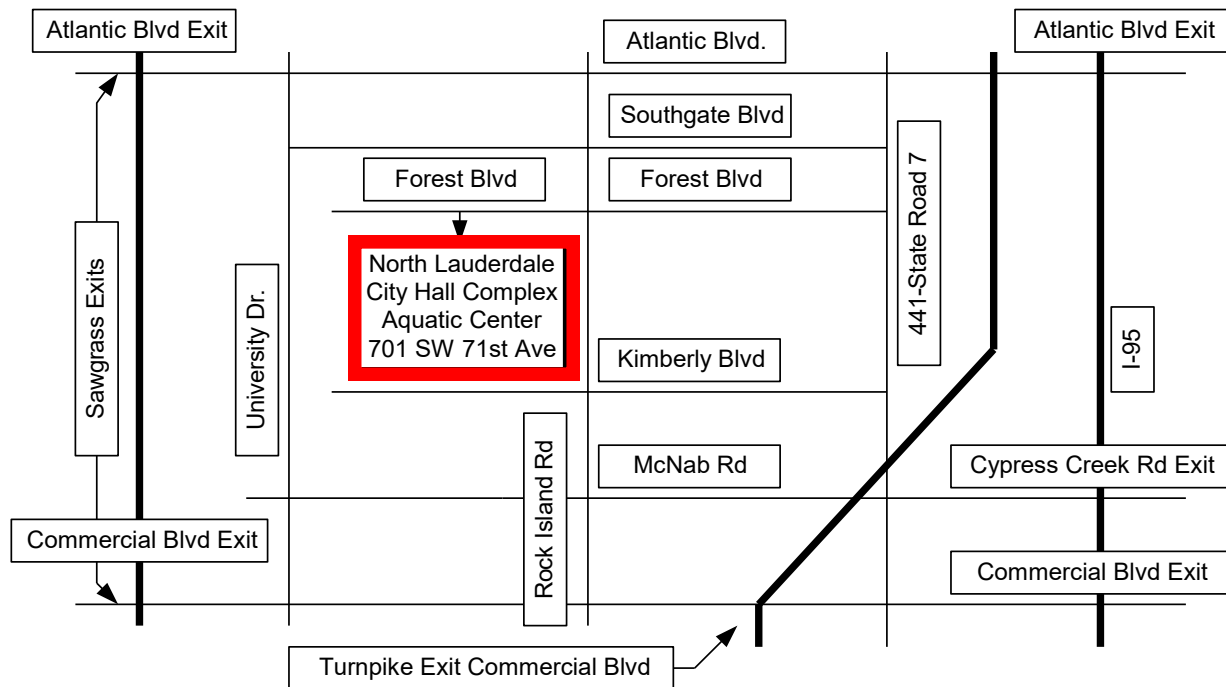 Atlantic Blvd Exit
Atlantic Blvd.
Atlantic Blvd Exit
Southgate Blvd
Forest Blvd
Forest Blvd
441-State Road 7
Sawgrass Exits
University Dr.
North Lauderdale
City Hall Complex
Aquatic Center
701 SW 71st Ave
Kimberly Blvd
I-95
Rock Island Rd
McNab Rd
Cypress Creek Rd Exit
Commercial Blvd Exit
Commercial Blvd Exit
Turnpike Exit Commercial Blvd